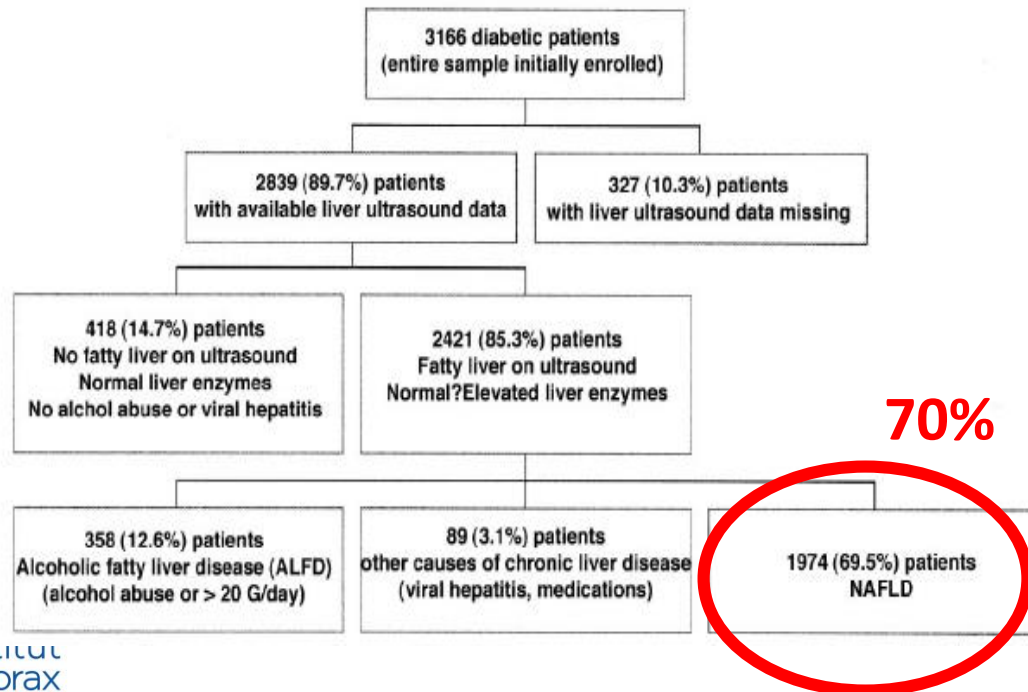 3166 diabetic patients
(entire sample initially enrolled)
2839 (89.7%) patients
with available liver ultrasound data
327 (10.3%) patients
with liver ultrasound data missing
418 (14.7%) patients
No fatty liver on ultrasound
Normal liver enzymes
No alchol abuse or viral hepatitis
2421 (85.3%) patients
Fatty liver on ultrasound
Normal?Elevated liver enzymes
70%
358 (12.6%) patients
Alcoholic fatty liver disease (ALFD)
(alcohol abuse or > 20 G/day)
89 (3.1%) patients
other causes of chronic liver disease
(viral hepatitis, medications)
1974 (69.5%) patients
NAFLD